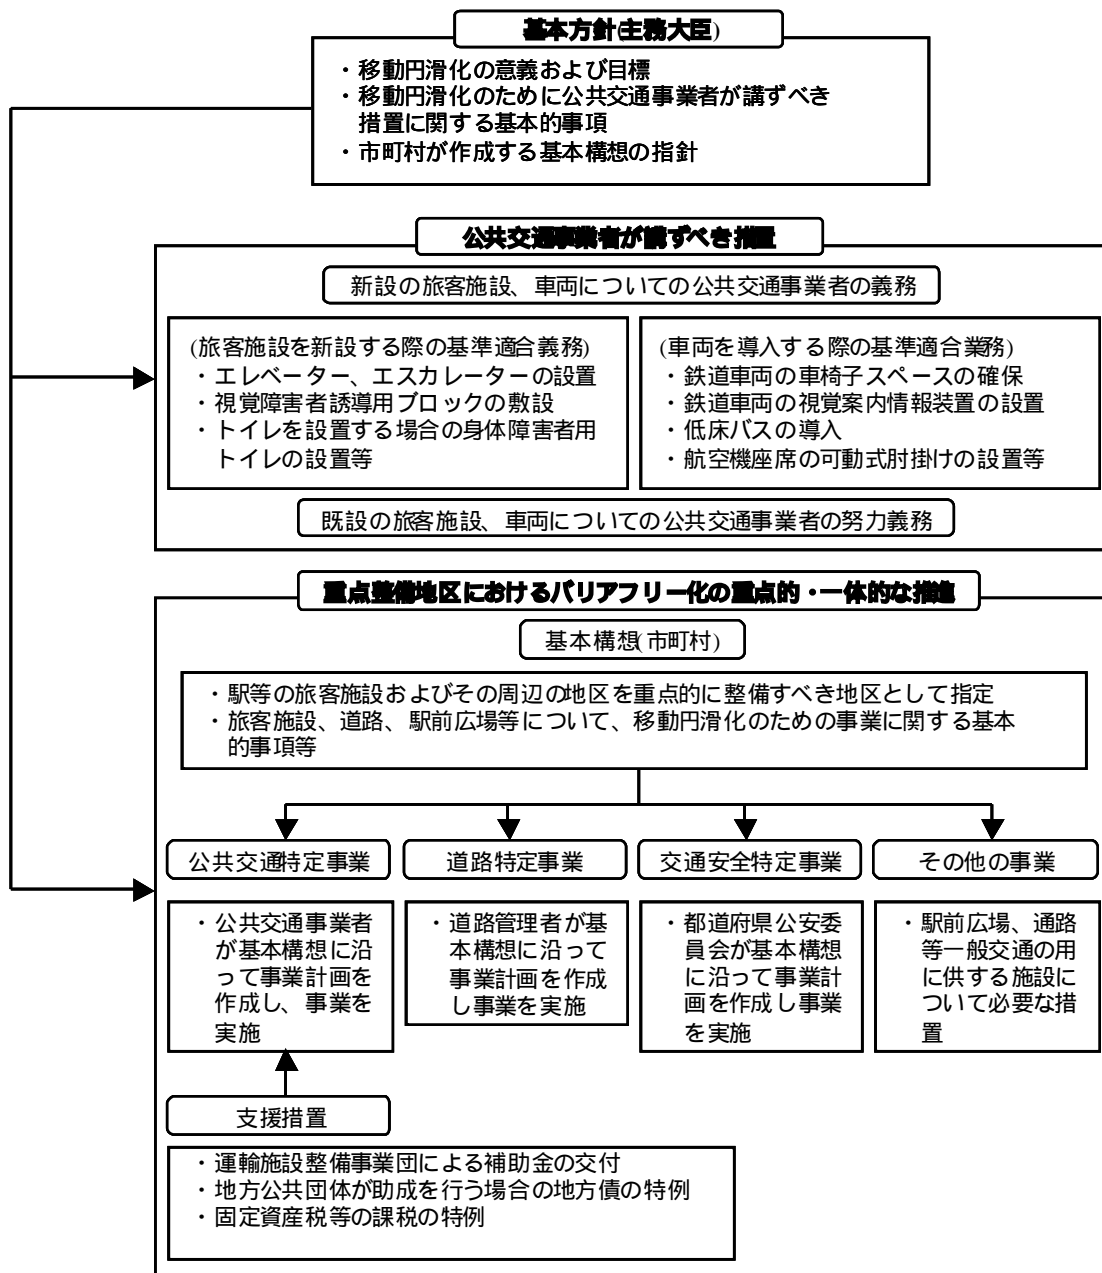 基本方針(主務大臣)
・移動円滑化の意義および目標
・移動円滑化のために公共交通事業者が講ずべき
措置に関する基本的事項
・市町村が作成する基本構想の指針
公共交通事業者が講ずべき措置
新設の旅客施設、車両についての公共交通事業者の義務
(旅客施設を新設する際の基準適合義務)
・エレベーター、エスカレーターの設置
・視覚障害者誘導用ブロックの敷設
・トイレを設置する場合の身体障害者用
トイレの設置等
(車両を導入する際の基準適合業務)
・鉄道車両の車椅子スペースの確保
・鉄道車両の視覚案内情報装置の設置
・低床バスの導入
・航空機座席の可動式肘掛けの設置等
既設の旅客施設、車両についての公共交通事業者の努力義務
重点整備地区におけるバリアフリー化の重点的・一体的な推進
基本構想(市町村)
・駅等の旅客施設およびその周辺の地区を重点的に整備すべき地区として指定
・旅客施設、道路、駅前広場等について、移動円滑化のための事業に関する基本
的事項等
公共交通特定事業
・公共交通事業者
が基本構想に沿
って事業計画を
作成し、事業を
実施
道路特定事業
・道路管理者が基
本構想に沿って
事業計画を作成
し事業を実施
交通安全特定事業
・都道府県公安委
員会が基本構想
に沿って事業計
画を作成し事業
を実施
その他の事業
・駅前広場、通路
等一般交通の用
に供する施設に
ついて必要な措
置
支援措置
・運輸施設整備事業団による補助金の交付
・地方公共団体が助成を行う場合の地方債の特例
・固定資産税等の課税の特例